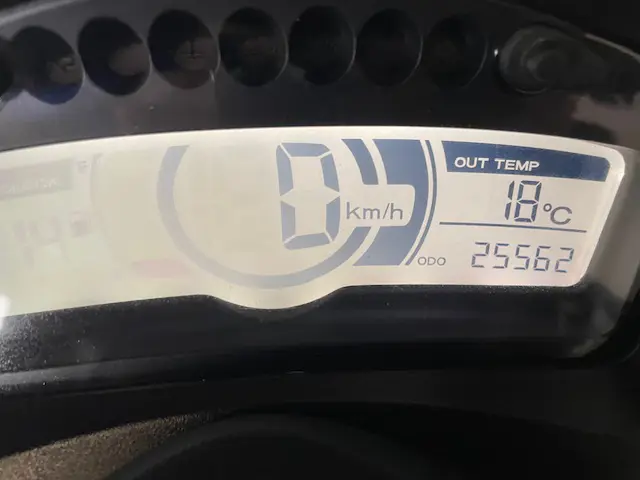 OUT TEMP
18 °C
0 km/h
ODO 25562